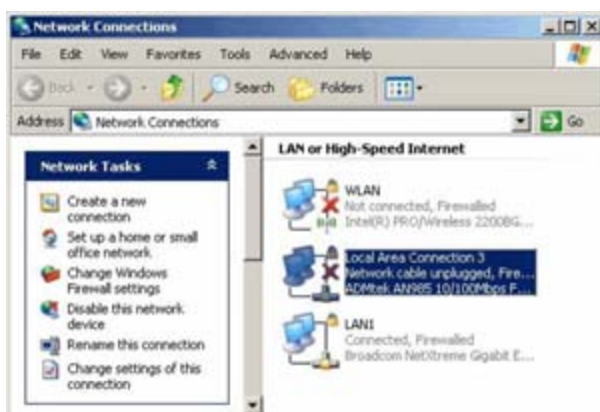 Network Connections
File Edit View Favorites Tools Advanced Help
Back Search Folders
Address Network Connections Go
Network Tasks
Create a new
connection
Set up a home or small
office network
Change Windows
Firewall settings
Disable this network
device
Rename this connection
Change settings of this
connection
LAN or High-Speed Internet
WLAN
Not connected, Firewalled
Intel(R) PRO/Wireless 2200BG...
Local Area Connection 3
Network cable unplugged, Fire...
ADMtek AN985 10/100Mbps F...
LAN1
Connected, Firewalled
Broadcom NetXtreme Gigabit E...